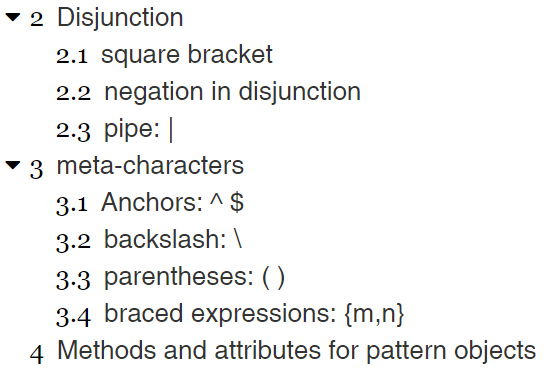 2 Disjunction
2.1 square bracket
2.2 negation in disjunction
2.3 pipe: |
3 meta-characters
3.1 Anchors: ^ $
3.2 backslash: \
3.3 parentheses: ( )
3.4 braced expressions: {m,n}
4 Methods and attributes for pattern objects